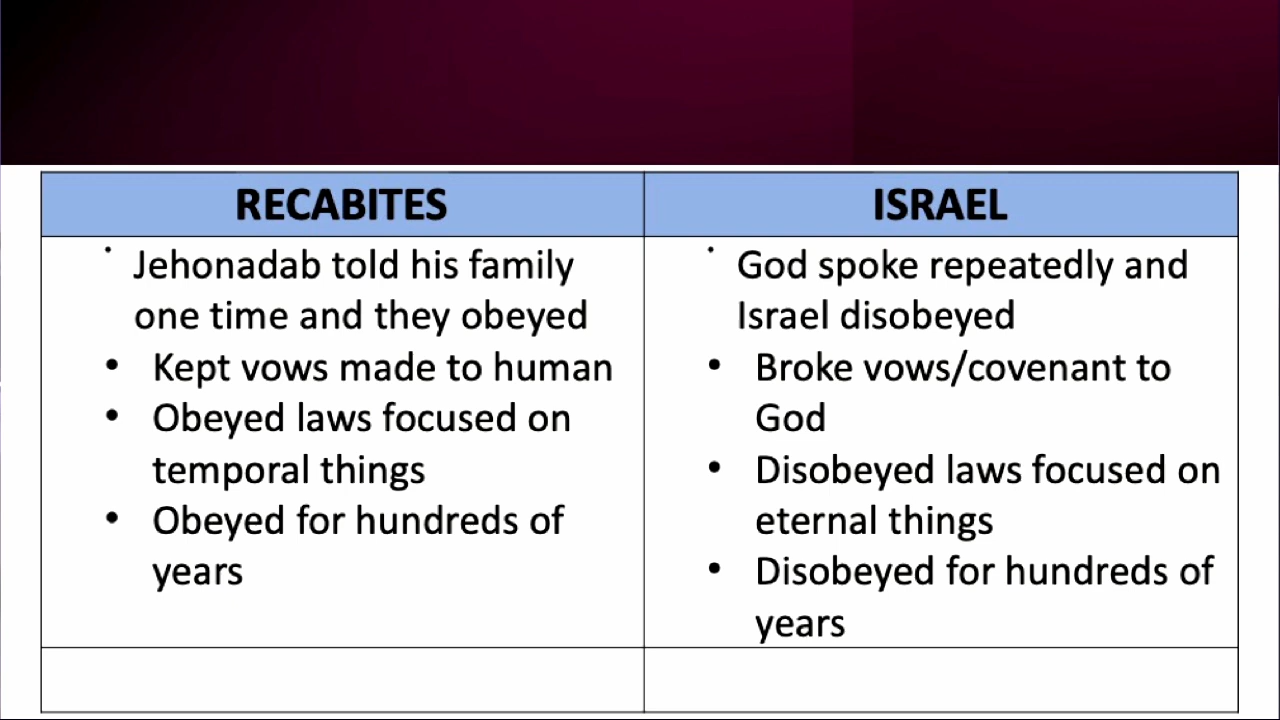 RECABITES
ISRAEL
• Jehonadab told his family
one time and they obeyed
• Kept vows made to human
• Obeyed laws focused on
temporal things
• Obeyed for hundreds of
years
• God spoke repeatedly and
Israel disobeyed
• Broke vows/covenant to
God
• Disobeyed laws focused on
eternal things
• Disobeyed for hundreds of
years